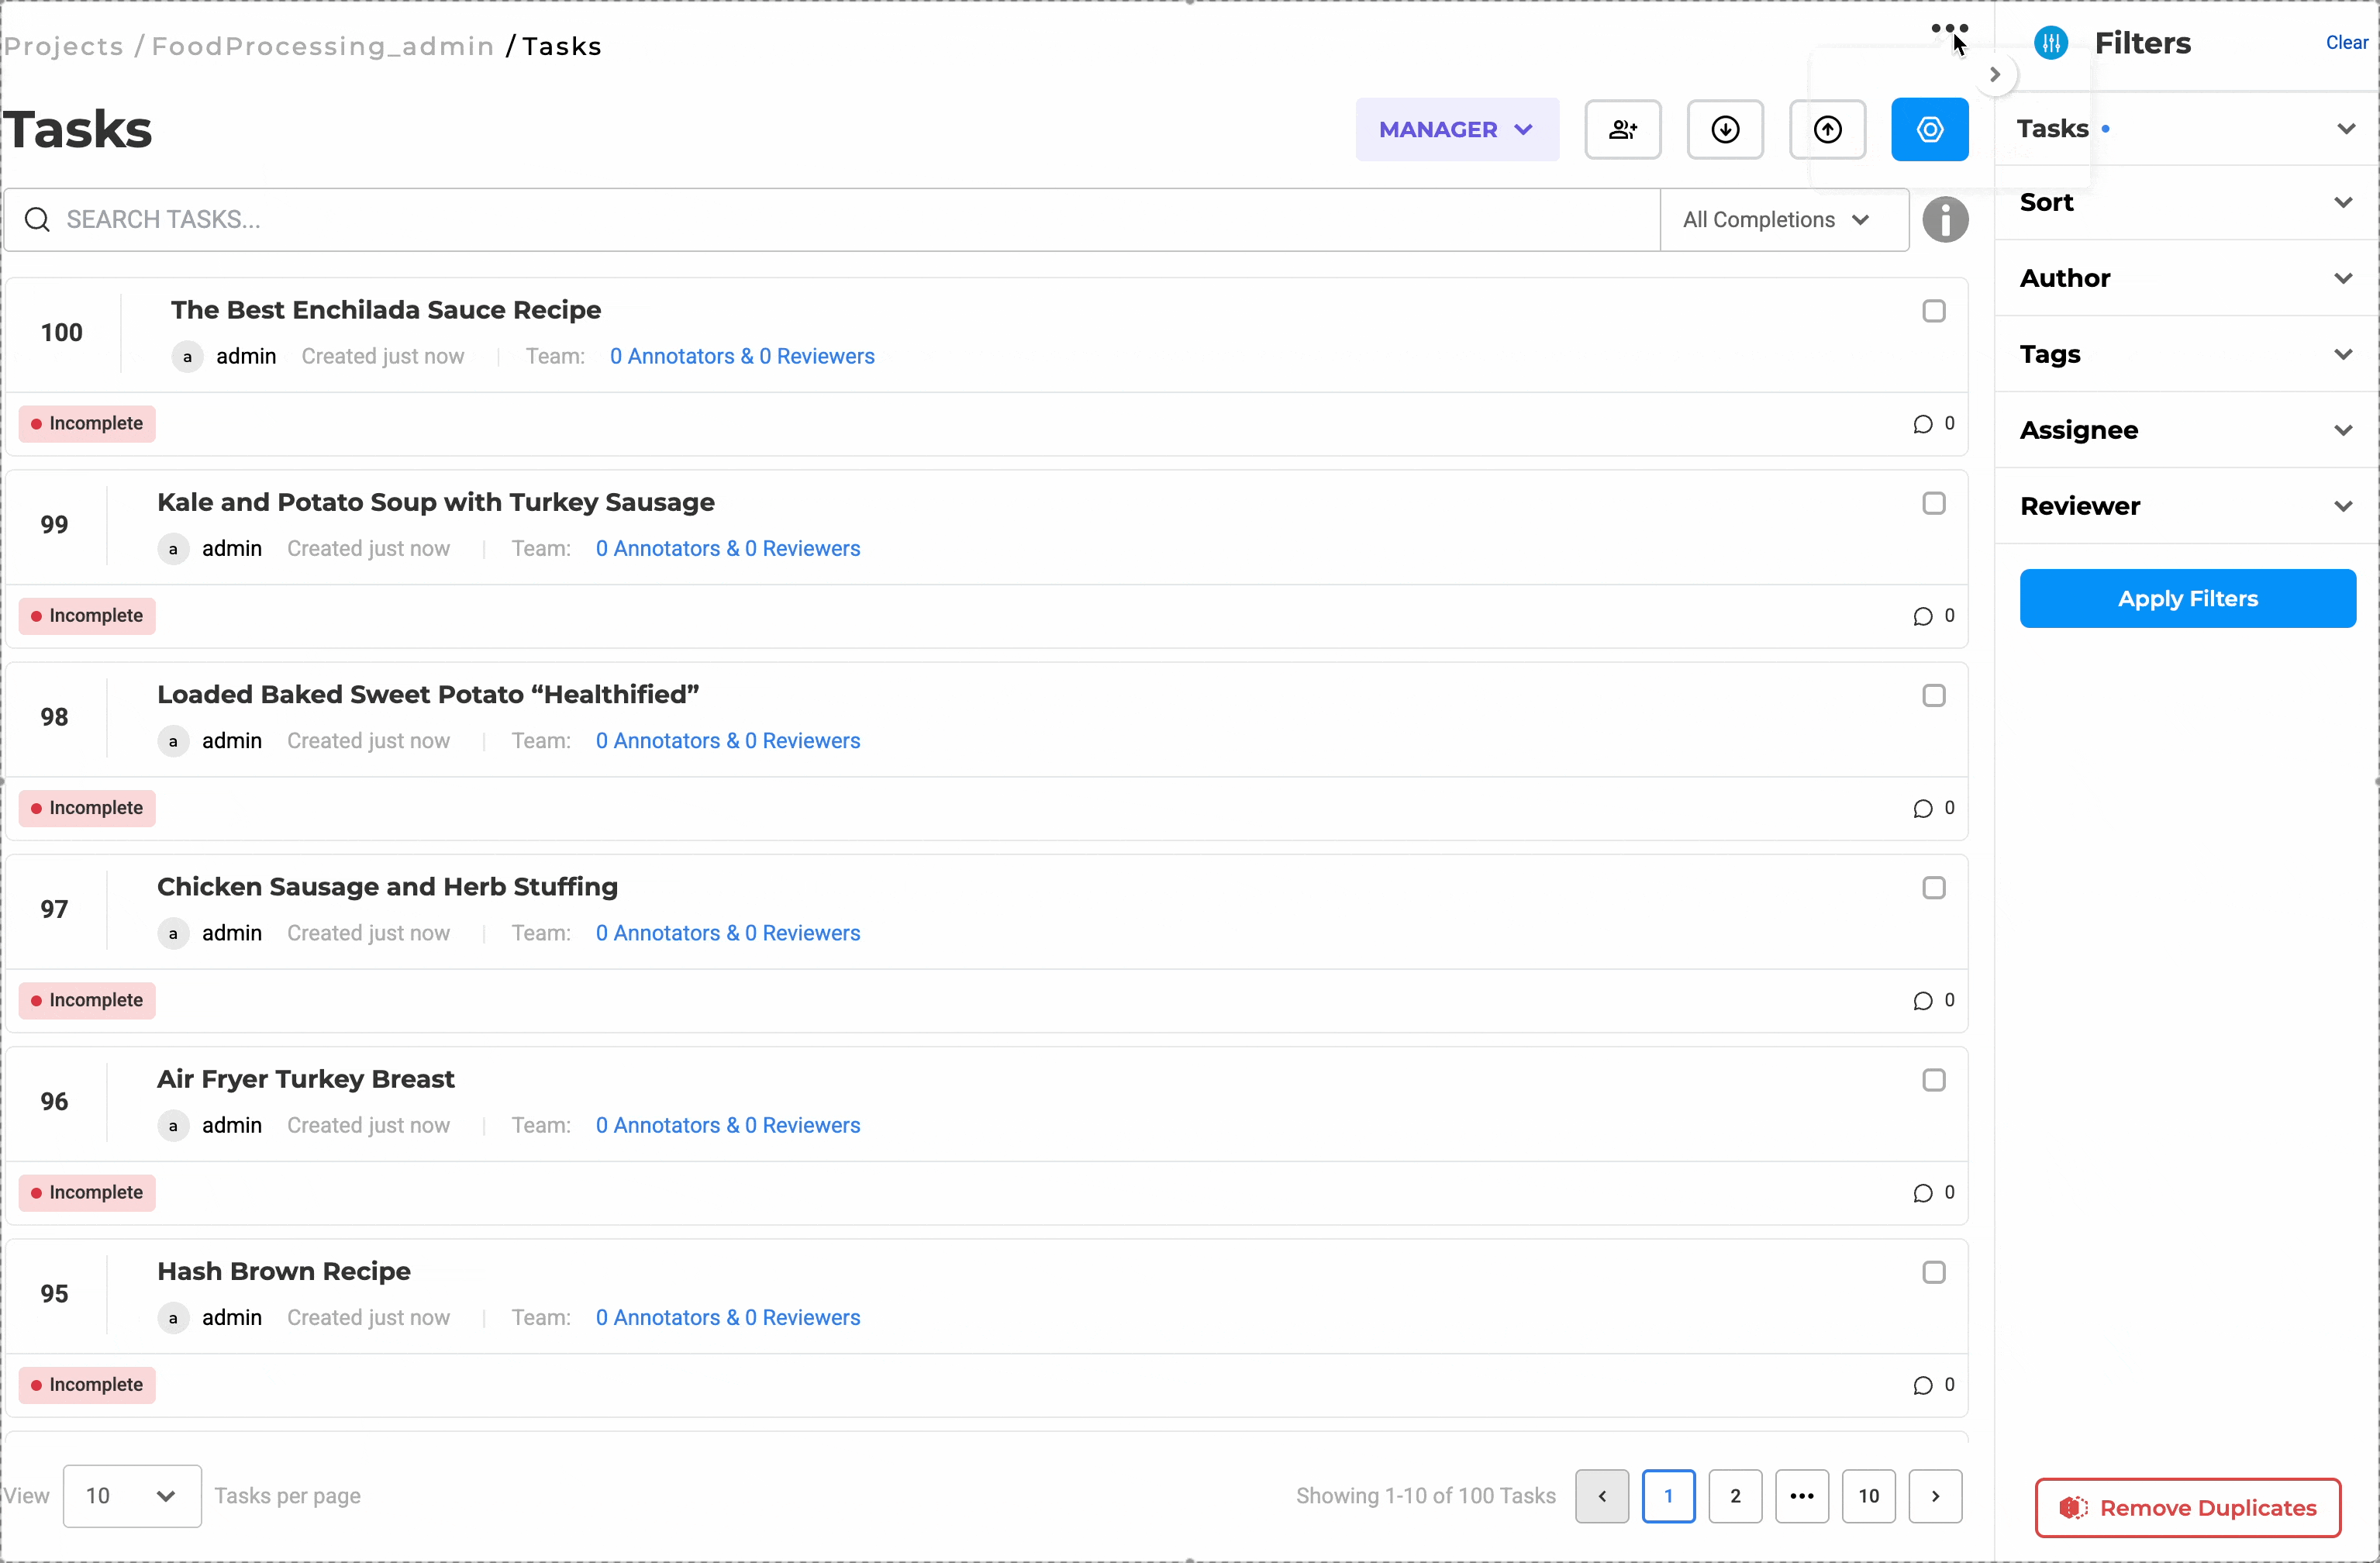 Projects / FoodProcessing_admin / Tasks
Filters
Clear
Tasks
MANAGER
SEARCH TASKS...
All Completions
100
The Best Enchilada Sauce Recipe
a admin Created just now Team: 0 Annotators & 0 Reviewers
Incomplete
0
99
Kale and Potato Soup with Turkey Sausage
a admin Created just now Team: 0 Annotators & 0 Reviewers
Incomplete
0
98
Loaded Baked Sweet Potato “Healthified”
a admin Created just now Team: 0 Annotators & 0 Reviewers
Incomplete
0
97
Chicken Sausage and Herb Stuffing
a admin Created just now Team: 0 Annotators & 0 Reviewers
Incomplete
0
96
Air Fryer Turkey Breast
a admin Created just now Team: 0 Annotators & 0 Reviewers
Incomplete
0
95
Hash Brown Recipe
a admin Created just now Team: 0 Annotators & 0 Reviewers
Incomplete
0
View 10 Tasks per page
Showing 1-10 of 100 Tasks
‹ 1 2 ••• 10 ›
Tasks
Sort
Author
Tags
Assignee
Reviewer
Apply Filters
Remove Duplicates